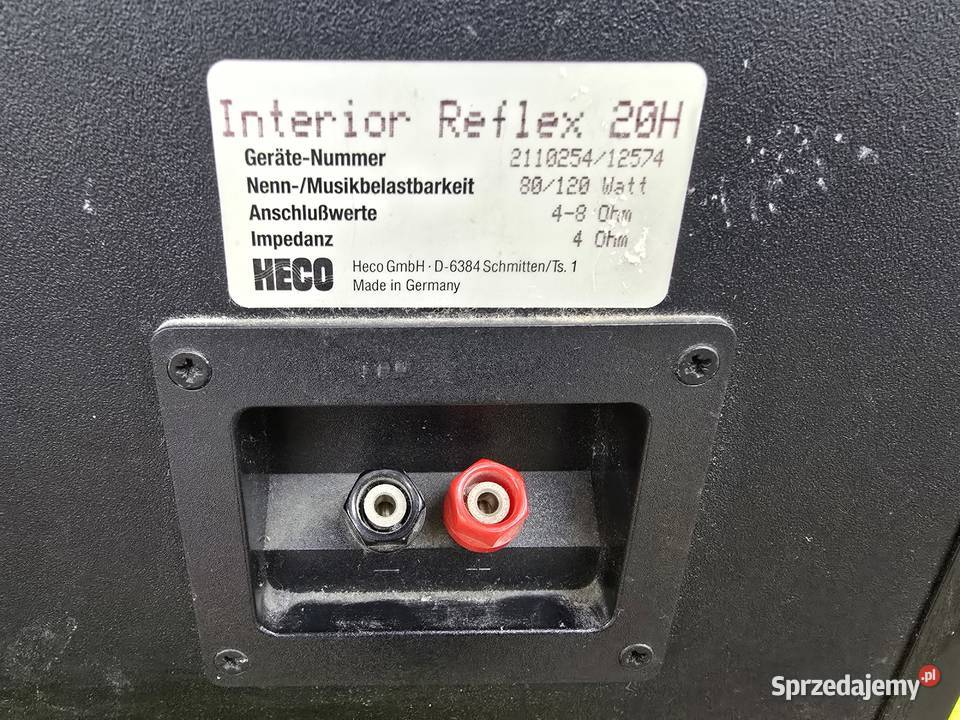 Interior Reflex 20H
Geräte-Nummer 2110254/12574
Nenn-/Musikbelastbarkeit 80/120 Watt
Anschlußwerte 4-8 Ohm
Impedanz 4 Ohm
HECO Heco GmbH · D-6384 Schmitten/Ts. 1
Made in Germany
Sprzedajemy.pl